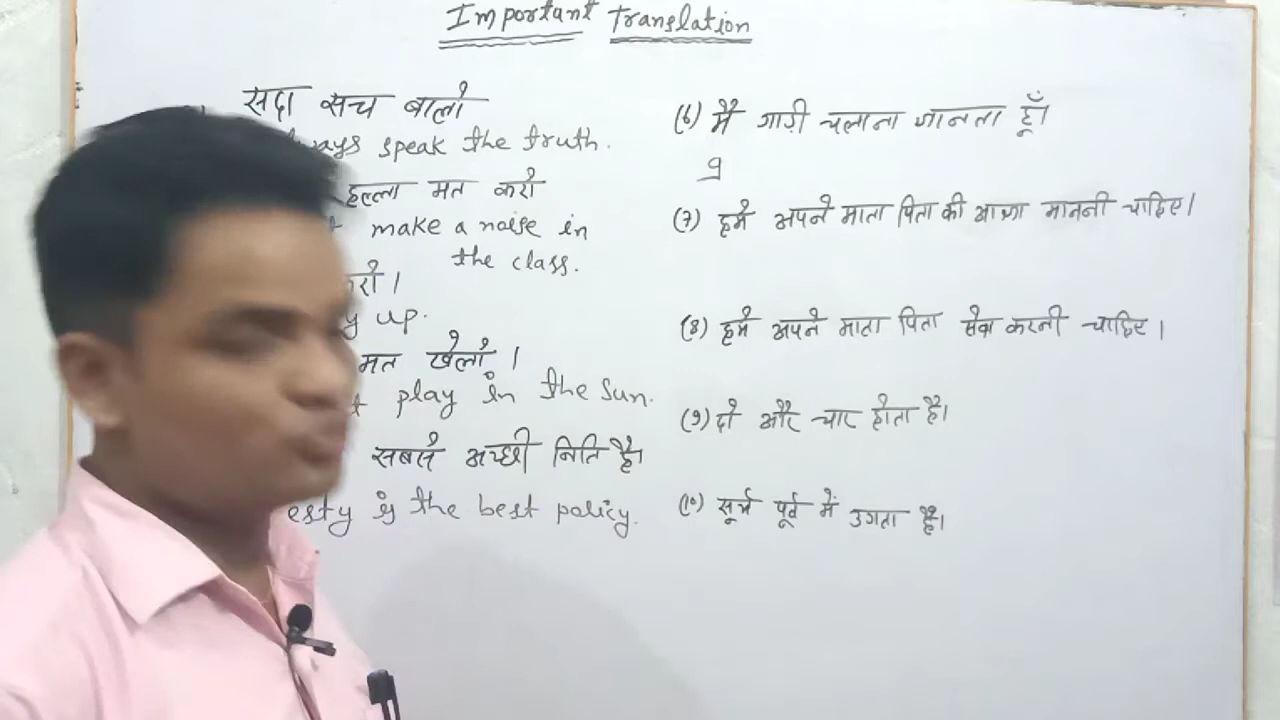 Important Translation
सदा सच बालो
ways speak the truth.
हल्ला मत करो
make a noise in
the class.
रो ।
y up.
मत खेलो ।
t play in the sun.
सबसे अच्छी निति है।
esty is the best policy.
(6) मै गाड़ी चलाना जानता हूँ।
(7) हमे अपने माता पिता की आज्ञा माननी चाहिए।
(8) हमे अपने माता पिता सेवा करनी चाहिए ।
(9) दो और चार होता है।
(10) सूर्य पूर्व में उगता है।